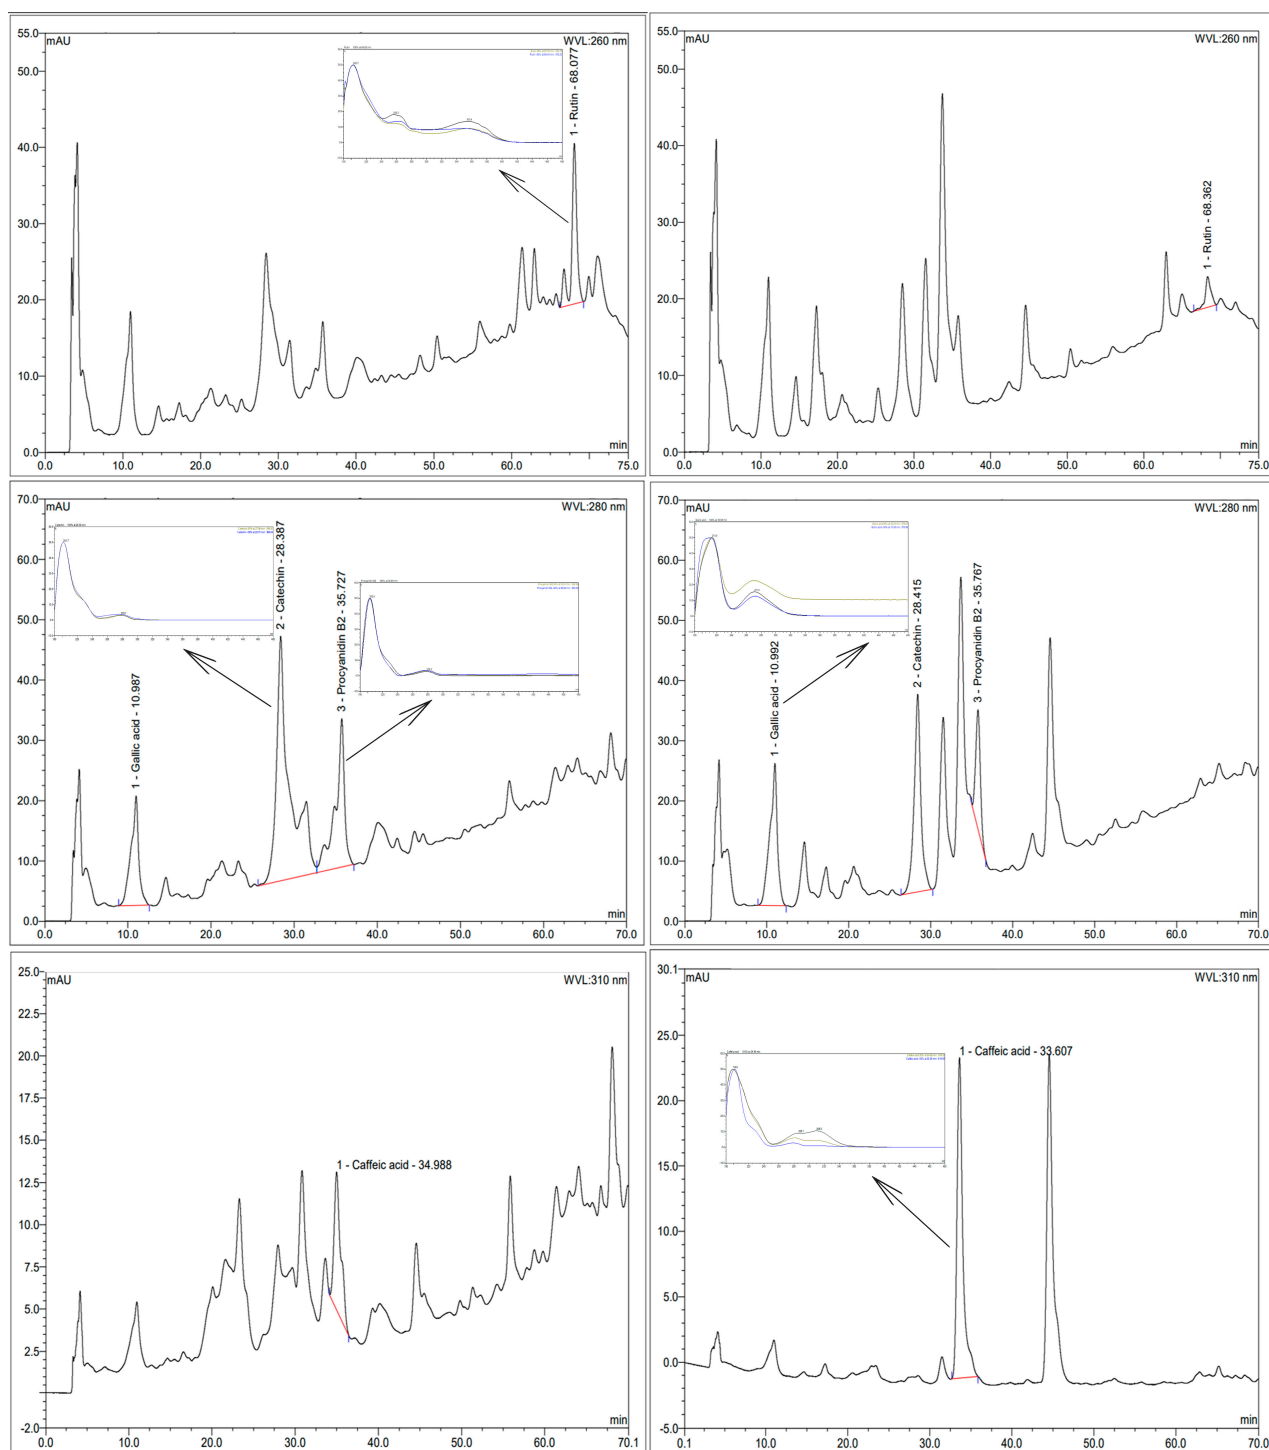 55.0
mAU
WVL:260 nm
50.0
40.0
30.0
20.0
10.0
0.0
1 - Rutin - 68.077
min
0.0 10.0 20.0 30.0 40.0 50.0 60.0 75.0
55.0
mAU
WVL:260 nm
50.0
40.0
30.0
20.0
10.0
0.0
1 - Rutin - 68.362
min
0.0 10.0 20.0 30.0 40.0 50.0 60.0 75.0
70.0
mAU
WVL:280 nm
60.0
50.0
40.0
30.0
20.0
10.0
0.0
1 - Gallic acid - 10.987
2 - Catechin - 28.387
3 - Procyanidin B2 - 35.727
min
0.0 10.0 20.0 30.0 40.0 50.0 60.0 70.0
70.0
mAU
WVL:280 nm
60.0
50.0
40.0
30.0
20.0
10.0
0.0
1 - Gallic acid - 10.992
2 - Catechin - 28.415
3 - Procyanidin B2 - 35.767
min
0.0 10.0 20.0 30.0 40.0 50.0 60.0 70.0
25.0
mAU
WVL:310 nm
22.5
20.0
17.5
15.0
12.5
10.0
7.5
5.0
2.5
-2.0
1 - Caffeic acid - 34.988
min
0.0 10.0 20.0 30.0 40.0 50.0 60.0 70.1
30.1
mAU
WVL:310 nm
25.0
20.0
15.0
10.0
5.0
0.0
-5.0
1 - Caffeic acid - 33.607
min
0.1 10.0 20.0 30.0 40.0 50.0 60.0 70.0